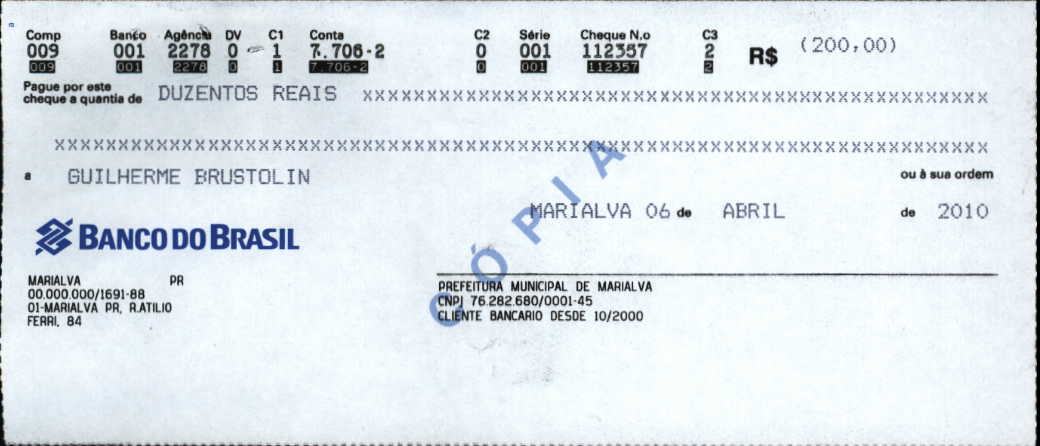 Comp Banco Agência DV C1 Conta C2 Série Cheque N.o C3
009 001 2278 0 1 7.706-2 0 001 112357 2 R$ (200,00)
009 001 2278 0 1 7.706-2 0 001 112357 2
Pague por este
cheque a quantia de DUZENTOS REAIS XXXXXXXXXXXXXXXXXXXXXXXXXXXXXXXXXXXXXXXXXXXXXXXXXXXXXXXXXX
XXXXXXXXXXXXXXXXXXXXXXXXXXXXXXXXXXXXXXXXXXXXXXXXXXXXXXXXXXXXXXXXXXXXXXXXXXXXXXXXXXXXXX
a GUILHERME BRUSTOLIN ou à sua ordem
MARIALVA 06 de ABRIL de 2010
CÓPIA
BANCO DO BRASIL
MARIALVA PR
00.000.000/1691-88
01-MARIALVA PR, R.ATILIO
FERRI, 84
PREFEITURA MUNICIPAL DE MARIALVA
CNPJ 76.282.680/0001-45
CLIENTE BANCARIO DESDE 10/2000